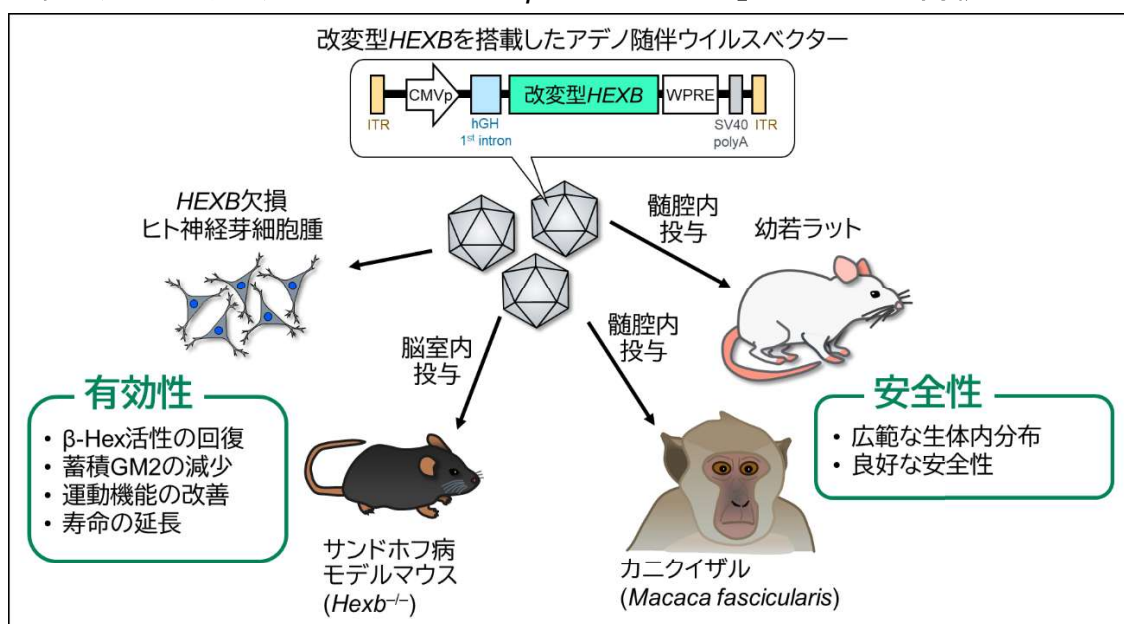 改変型HEXBを搭載したアデノ随伴ウイルスベクター
ITR
CMVp
hGH
1st intron
改変型HEXB
WPRE
SV40
polyA
ITR
HEXB欠損
ヒト神経芽細胞腫
髄腔内
投与
幼若ラット
脳室内
投与
髄腔内
投与
有効性
・β-Hex活性の回復
・蓄積GM2の減少
・運動機能の改善
・寿命の延長
安全性
・広範な生体内分布
・良好な安全性
サンドホフ病
モデルマウス
(Hexb–/–)
カニクイザル
(Macaca fascicularis)